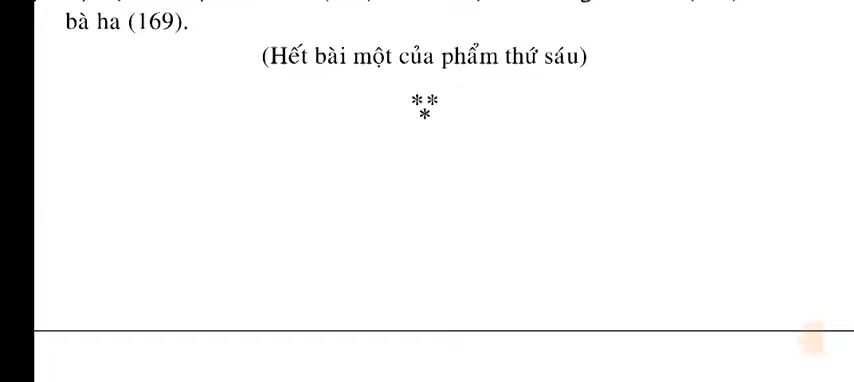 bà ha (169).
(Hết bài một của phẩm thứ sáu)
**
*